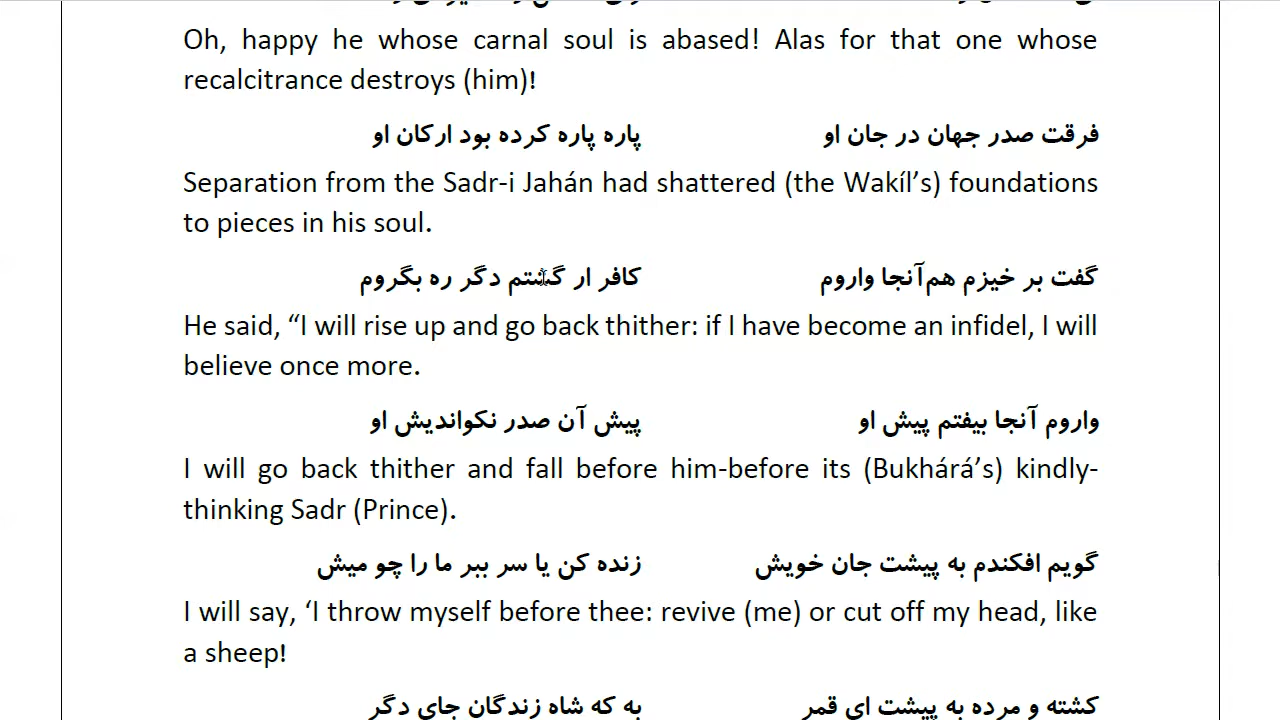 Oh, happy he whose carnal soul is abased! Alas for that one whose
recalcitrance destroys (him)!
فرقت صدر جهان در جان او پاره پاره کرده بود ارکان او
Separation from the Sadr-i Jahán had shattered (the Wakíl’s) foundations
to pieces in his soul.
گفت بر خیزم هم‌آنجا واروم کافر ار گشتم دگر ره بگروم
He said, “I will rise up and go back thither: if I have become an infidel, I will
believe once more.
واروم آنجا بیفتم پیش او پیش آن صدر نکواندیش او
I will go back thither and fall before him-before its (Bukhárá’s) kindly-
thinking Sadr (Prince).
گویم افکندم به پیشت جان خویش زنده کن یا سر ببر ما را چو میش
I will say, ‘I throw myself before thee: revive (me) or cut off my head, like
a sheep!
کشته و مرده به پیشت ای قمر به که شاه زندگان جای دگر